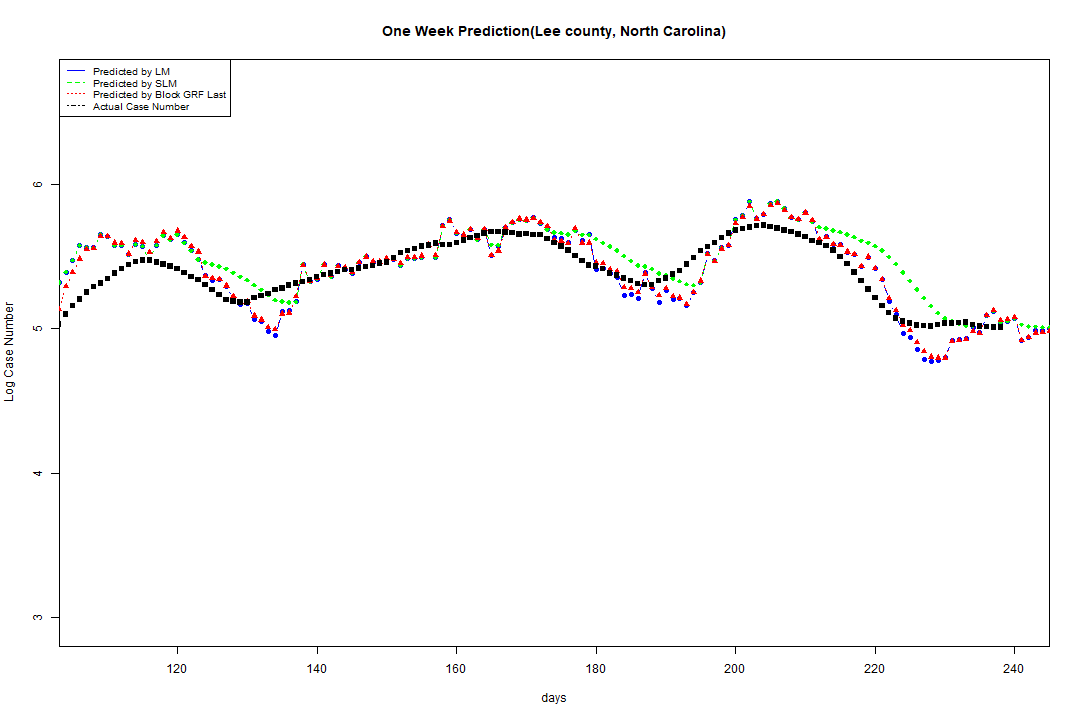 One Week Prediction(Lee county, North Carolina)
Predicted by LM
Predicted by SLM
Predicted by Block GRF Last
Actual Case Number
6
5
4
3
Log Case Number
120 140 160 180 200 220 240
days